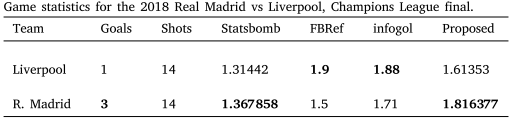 Game statistics for the 2018 Real Madrid vs Liverpool, Champions League final.
Team Goals Shots Statsbomb FBRef infogol Proposed
Liverpool 1 14 1.31442 1.9 1.88 1.61353
R. Madrid 3 14 1.367858 1.5 1.71 1.816377